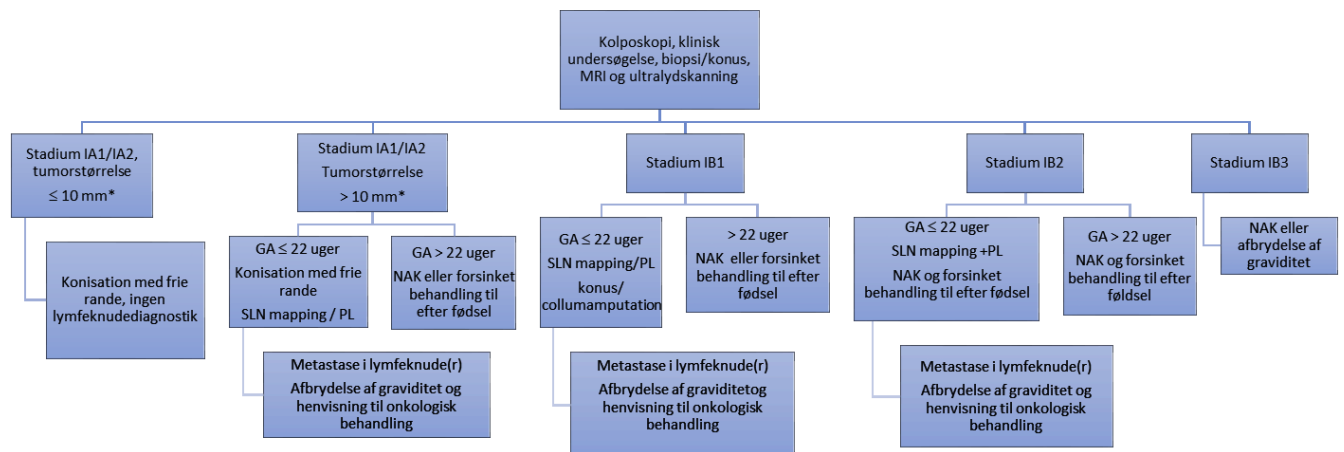 Kolposkopi, klinisk
undersøgelse, biopsi/konus,
MRI og ultralydskanning
Stadium IA1/IA2,
tumorstørrelse
≤ 10 mm*
Stadium IA1/IA2
Tumorstørrelse
> 10 mm*
Stadium IB1
Stadium IB2
Stadium IB3
Konisation med frie
rande, ingen
lymfeknudediagnostik
GA ≤ 22 uger
Konisation med frie
rande
SLN mapping / PL
GA > 22 uger
NAK eller forsinket
behandling til
efter fødsel
GA ≤ 22 uger
SLN mapping/PL
konus/
collumamputation
> 22 uger
NAK eller forsinket
behandling til efter
fødsel
GA ≤ 22 uger
SLN mapping +PL
NAK og forsinket
behandling til efter fødsel
GA > 22 uger
NAK og forsinket
behandling til efter
føldsel
NAK eller
afbrydelse af
graviditet
Metastase i lymfeknude(r)
Afbrydelse af graviditet og
henvisning til onkologisk
behandling
Metastase i lymfeknude(r)
Afbrydelse af graviditetog
henvisning til onkologisk
behandling
Metastase i lymfeknude(r)
Afbrydelse af graviditet og
henvisning til onkologisk
behandling